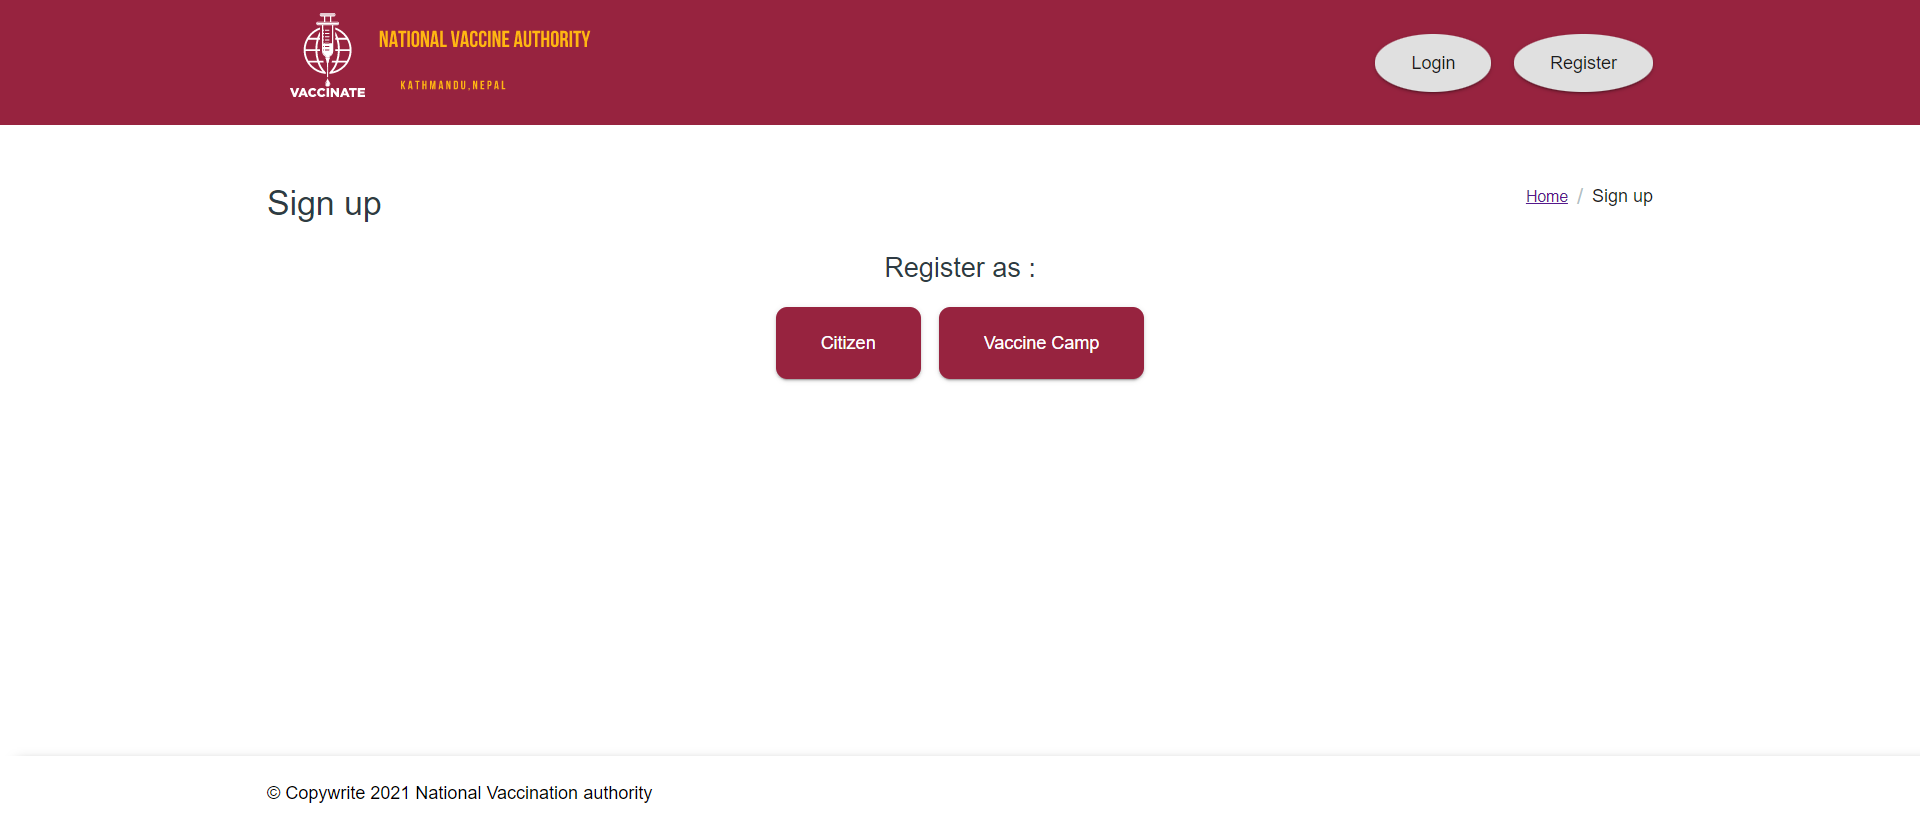 NATIONAL VACCINE AUTHORITY
VACCINATE
KATHMANDU,NEPAL
Login
Register
Sign up
Home / Sign up
Register as :
Citizen
Vaccine Camp
© Copywrite 2021 National Vaccination authority